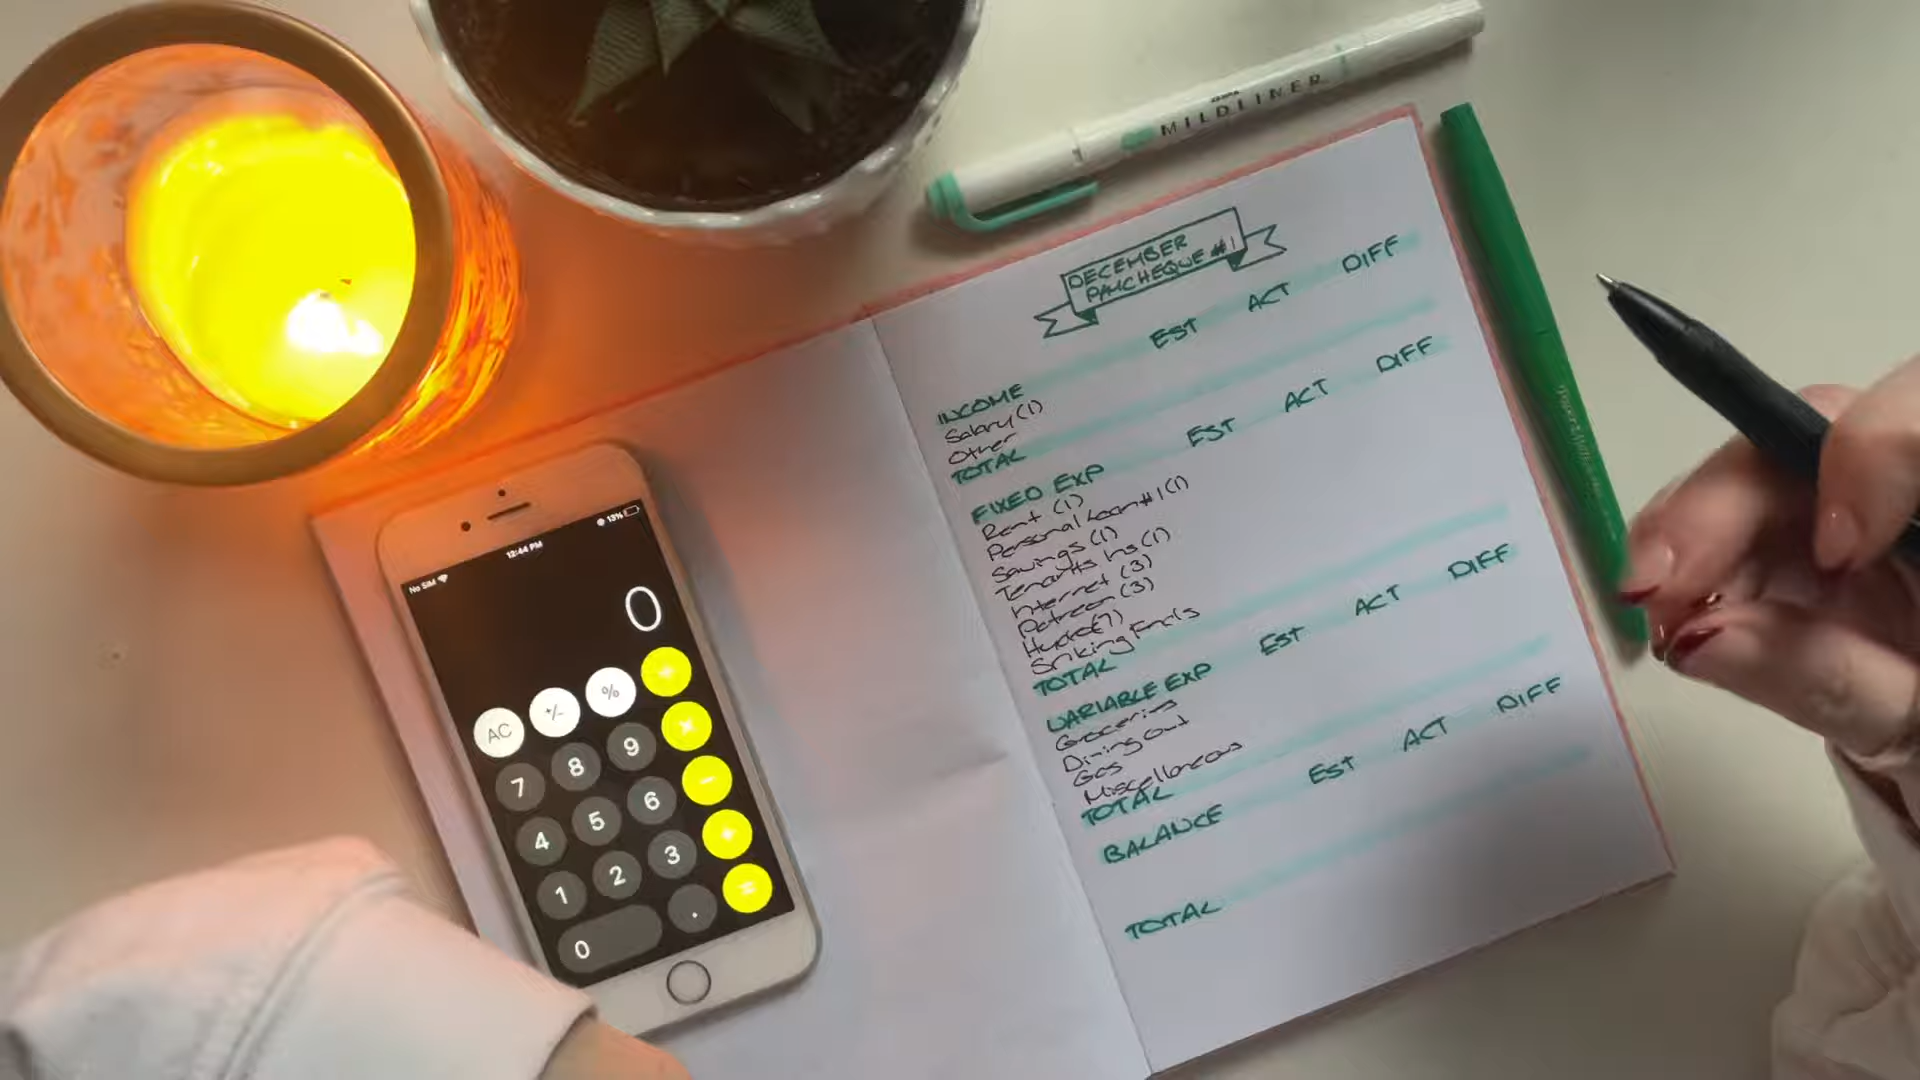 MILDLINER
DECEMBER
PAYCHEQUE #1
EST ACT DIFF
INCOME
Salary (1)
Other
TOTAL
EST ACT DIFF
FIXED EXP
Rent (1)
Personal Loan #1 (1)
Savings (1)
Tenants Ins (1)
Internet (3)
Patreon (3)
Hydro (7)
Sinking Funds
TOTAL
EST ACT DIFF
VARIABLE EXP
Groceries
Dining out
Gas
Miscellaneous
TOTAL
EST ACT DIFF
BALANCE
TOTAL
No SIM 12:44 PM 13%
0
AC +/- % ÷
7 8 9 ×
4 5 6 −
1 2 3 +
0 . =